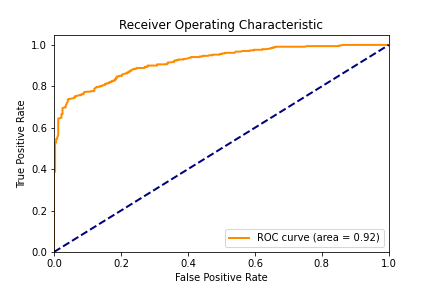 Receiver Operating Characteristic
True Positive Rate
1.0
0.8
0.6
0.4
0.2
0.0
ROC curve (area = 0.92)
0.0 0.2 0.4 0.6 0.8 1.0
False Positive Rate